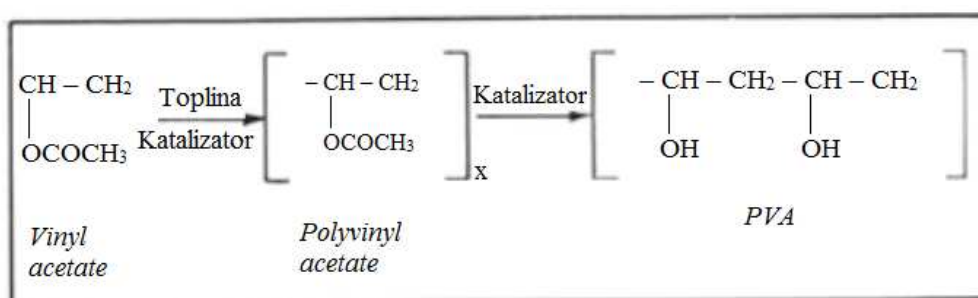 CH – CH₂
OCOCH₃
Toplina
Katalizator
– CH – CH₂
OCOCH₃
x
Katalizator
– CH – CH₂ – CH – CH₂
OH OH
Vinyl
acetate
Polyvinyl
acetate
PVA